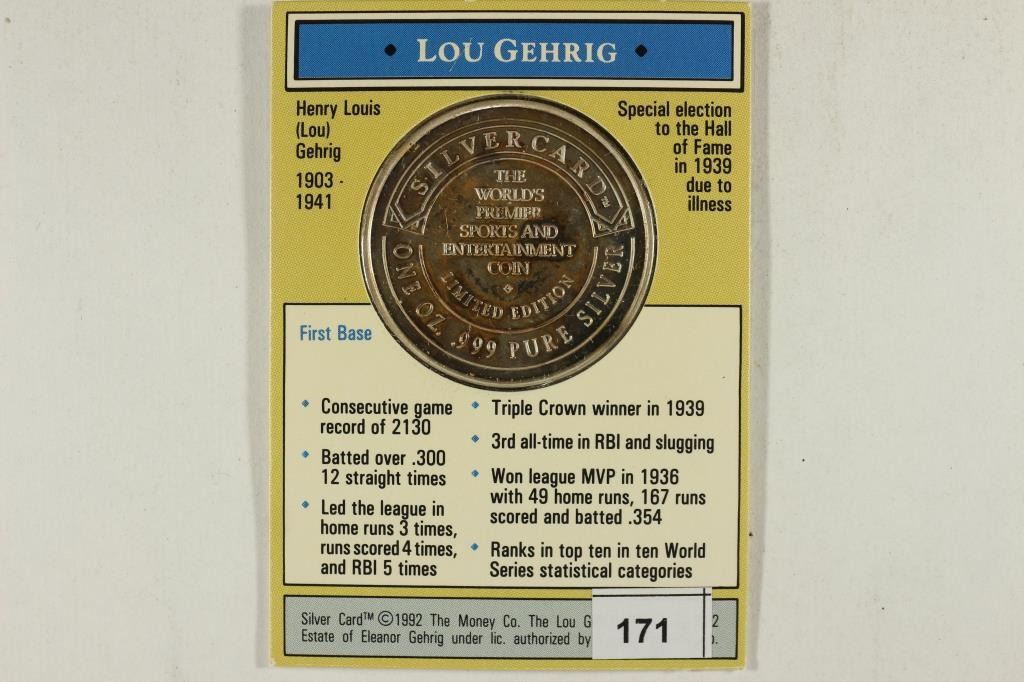 • LOU GEHRIG •
Henry Louis
(Lou)
Gehrig
1903 -
1941
Special election
to the Hall
of Fame
in 1939
due to
illness
SILVERCARD™
THE
WORLD'S
PREMIER
SPORTS AND
ENTERTAINMENT
COIN
LIMITED EDITION
ONE OZ. .999 PURE SILVER
First Base
Consecutive game
record of 2130
Batted over .300
12 straight times
Led the league in
home runs 3 times,
runs scored 4 times,
and RBI 5 times
Triple Crown winner in 1939
3rd all-time in RBI and slugging
Won league MVP in 1936
with 49 home runs, 167 runs
scored and batted .354
Ranks in top ten in ten World
Series statistical categories
Silver Card™ ©1992 The Money Co. The Lou G 2
Estate of Eleanor Gehrig under lic. authorized by o.
171